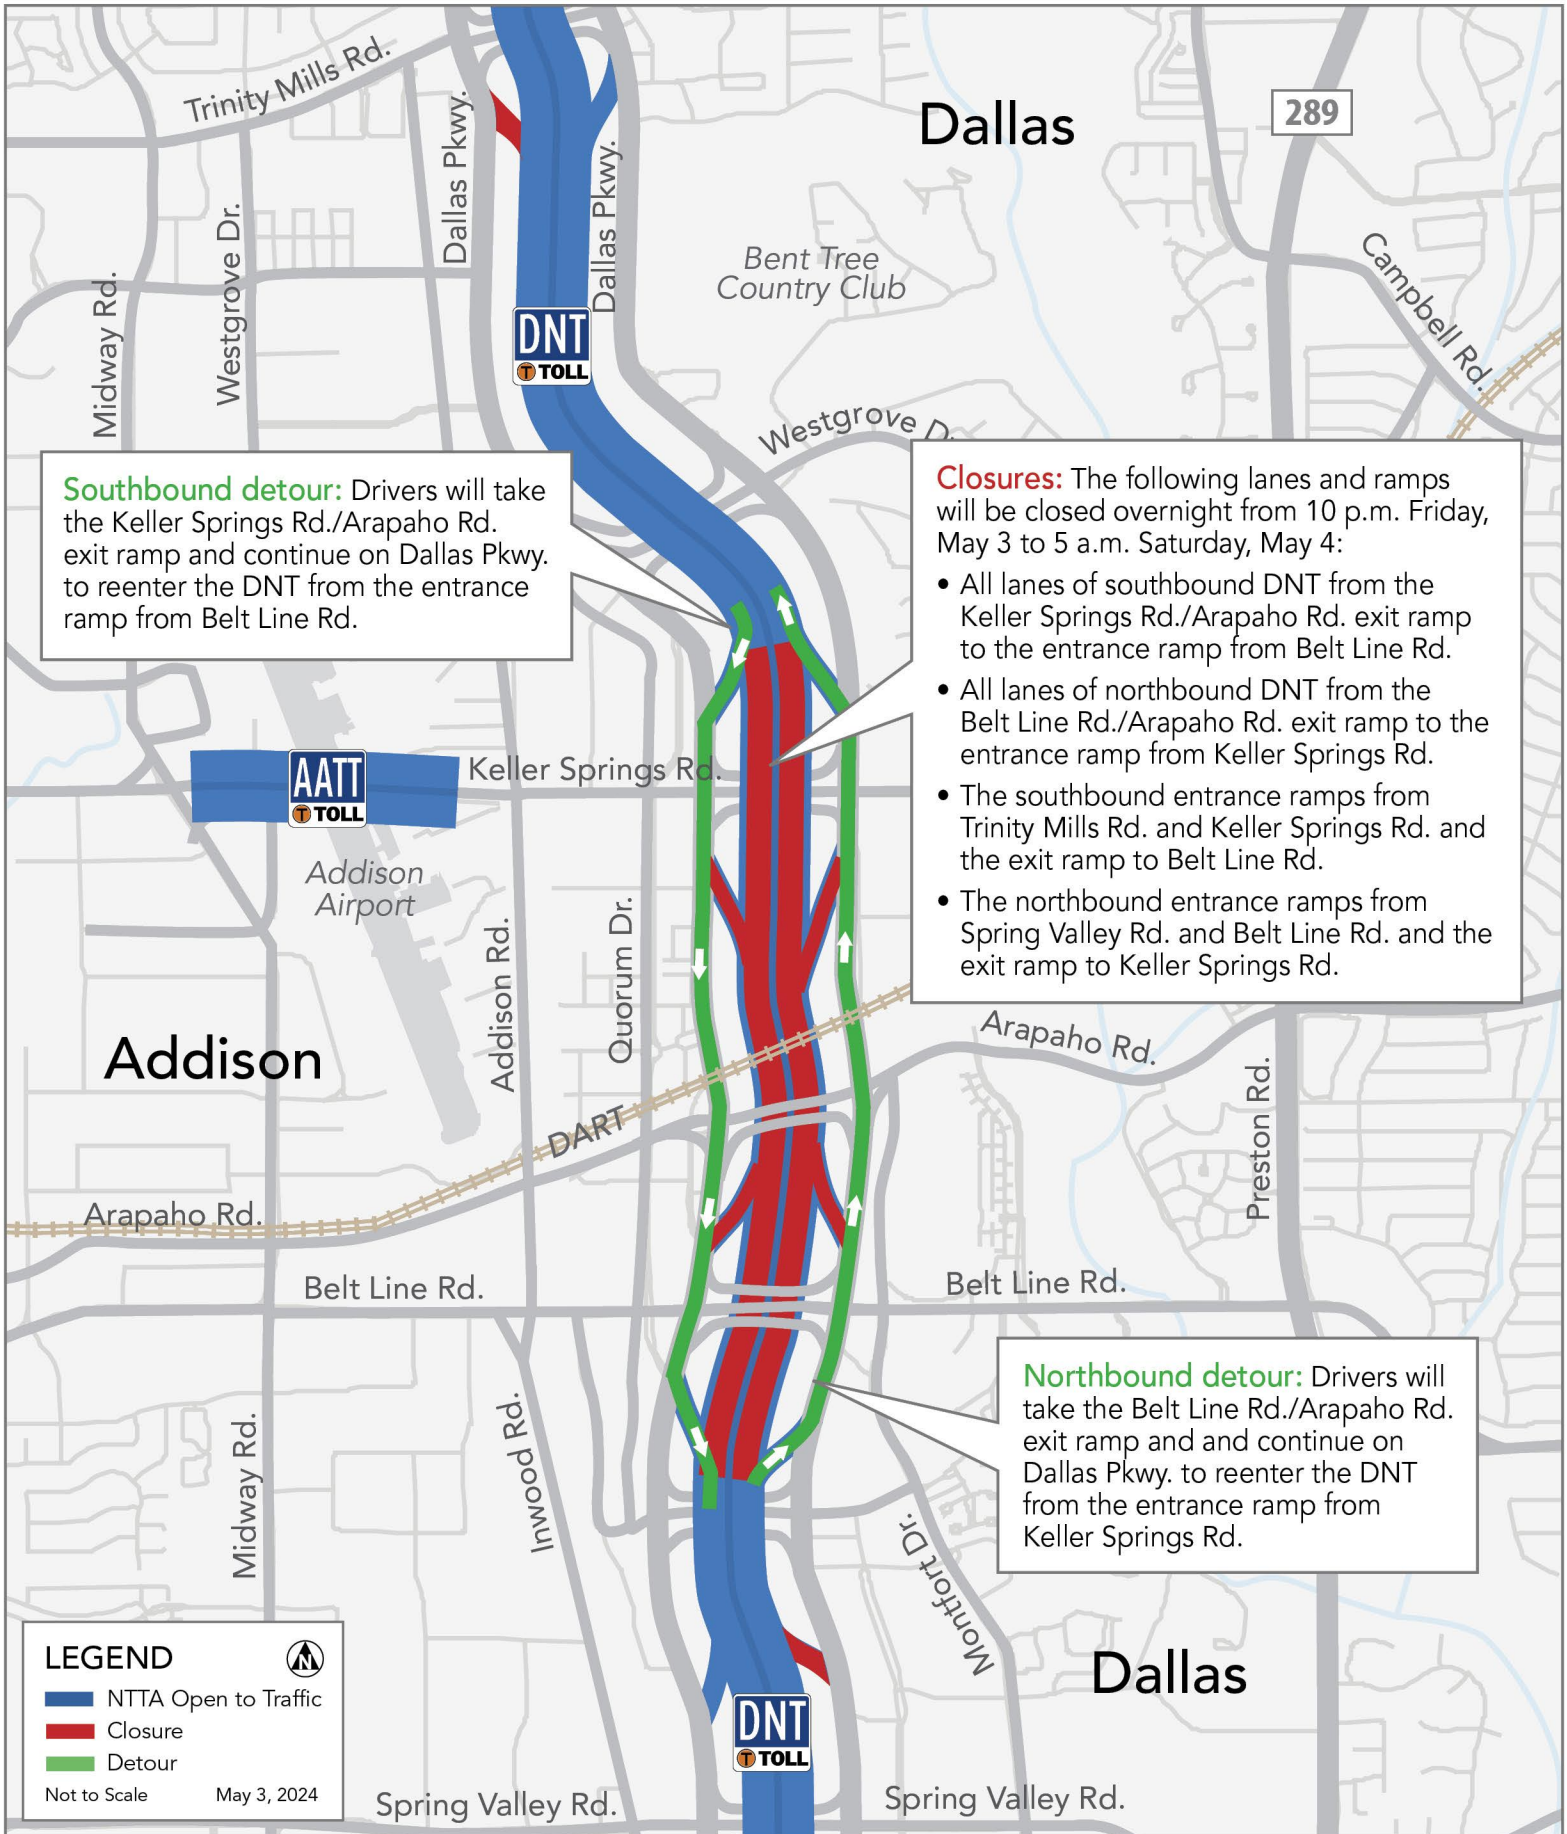 Trinity Mills Rd.
Dallas Pkwy.
Dallas Pkwy.
Dallas
289
Westgrove Dr.
Midway Rd.
Bent Tree
Country Club
Campbell Rd.
DNT
TTOLL
Westgrove D
Southbound detour: Drivers will take
the Keller Springs Rd./Arapaho Rd.
exit ramp and continue on Dallas Pkwy.
to reenter the DNT from the entrance
ramp from Belt Line Rd.
Closures: The following lanes and ramps
will be closed overnight from 10 p.m. Friday,
May 3 to 5 a.m. Saturday, May 4:
• All lanes of southbound DNT from the
Keller Springs Rd./Arapaho Rd. exit ramp
to the entrance ramp from Belt Line Rd.
• All lanes of northbound DNT from the
Belt Line Rd./Arapaho Rd. exit ramp to the
entrance ramp from Keller Springs Rd.
• The southbound entrance ramps from
Trinity Mills Rd. and Keller Springs Rd. and
the exit ramp to Belt Line Rd.
• The northbound entrance ramps from
Spring Valley Rd. and Belt Line Rd. and the
exit ramp to Keller Springs Rd.
AATT
T TOLL
Keller Springs Rd.
Addison
Airport
Addison Rd.
Quorum Dr.
Addison
Arapaho Rd.
Preston Rd.
DART
Arapaho Rd.
Belt Line Rd.
Belt Line Rd.
Northbound detour: Drivers will
take the Belt Line Rd./Arapaho Rd.
exit ramp and and continue on
Dallas Pkwy. to reenter the DNT
from the entrance ramp from
Keller Springs Rd.
Midway Rd.
Inwood Rd.
Montfort Dr.
Dallas
LEGEND
N
NTTA Open to Traffic
Closure
Detour
Not to Scale May 3, 2024
DNT
T TOLL
Spring Valley Rd.
Spring Valley Rd.